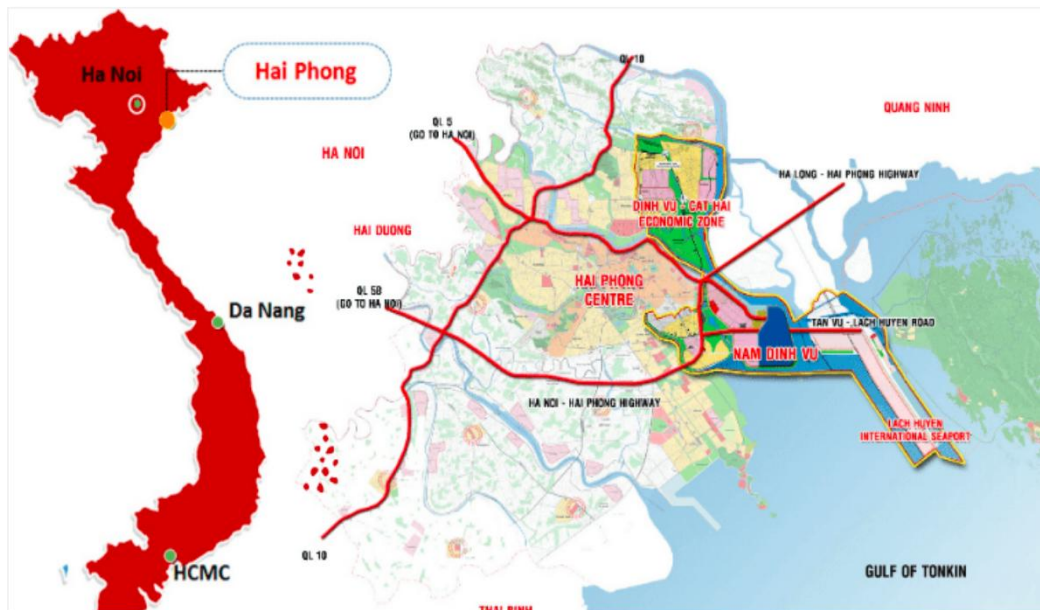 Ha Noi
Hai Phong
Da Nang
HCMC
QL 10
QUANG NINH
QL 5
(GO TO HA NOI)
HA NOI
HA LONG - HAI PHONG HIGHWAY
DINH VU - CAT HAI
ECONOMIC ZONE
HAI DUONG
HAI PHONG
CENTRE
QL 5B
(GO TO HA NOI)
TAN VU - LACH HUYEN ROAD
NAM DINH VU
HA NOI - HAI PHONG HIGHWAY
LACH HUYEN
INTERNATIONAL SEAPORT
QL 10
GULF OF TONKIN
THAI BINH